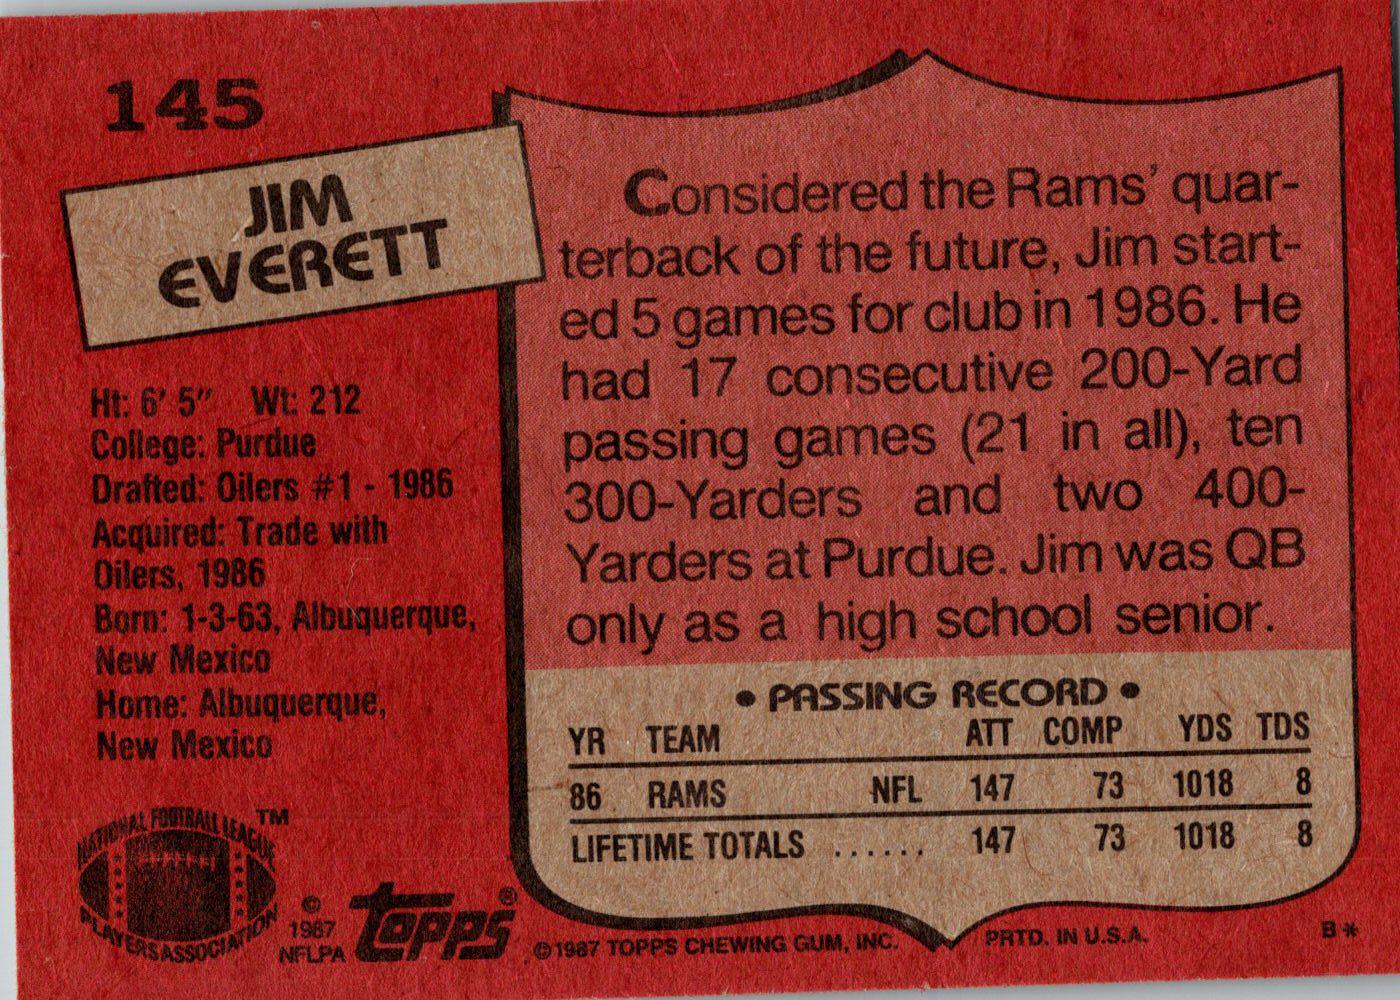 145
JIM
EVERETT
Ht: 6' 5" Wt: 212
College: Purdue
Drafted: Oilers #1 - 1986
Acquired: Trade with
Oilers, 1986
Born: 1-3-63, Albuquerque,
New Mexico
Home: Albuquerque,
New Mexico
NATIONAL FOOTBALL LEAGUE
PLAYERS ASSOCIATION
TM
©
1987
NFLPA
topps®
Considered the Rams' quar-
terback of the future, Jim start-
ed 5 games for club in 1986. He
had 17 consecutive 200-Yard
passing games (21 in all), ten
300-Yarders and two 400-
Yarders at Purdue. Jim was QB
only as a high school senior.
• PASSING RECORD •
YR TEAM ATT COMP YDS TDS
86 RAMS NFL 147 73 1018 8
LIFETIME TOTALS ...... 147 73 1018 8
©1987 TOPPS CHEWING GUM, INC. PRTD. IN U.S.A. B*